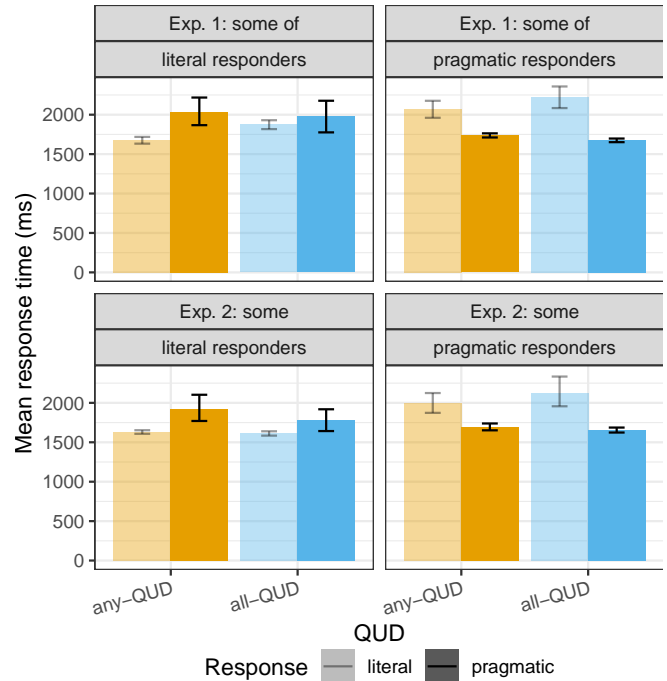 Exp. 1: some of
Exp. 1: some of
literal responders
pragmatic responders
2000
1500
1000
500
0
Exp. 2: some
Exp. 2: some
literal responders
pragmatic responders
2000
1500
1000
500
0
Mean response time (ms)
any−QUD
all−QUD
any−QUD
all−QUD
QUD
Response
literal
pragmatic